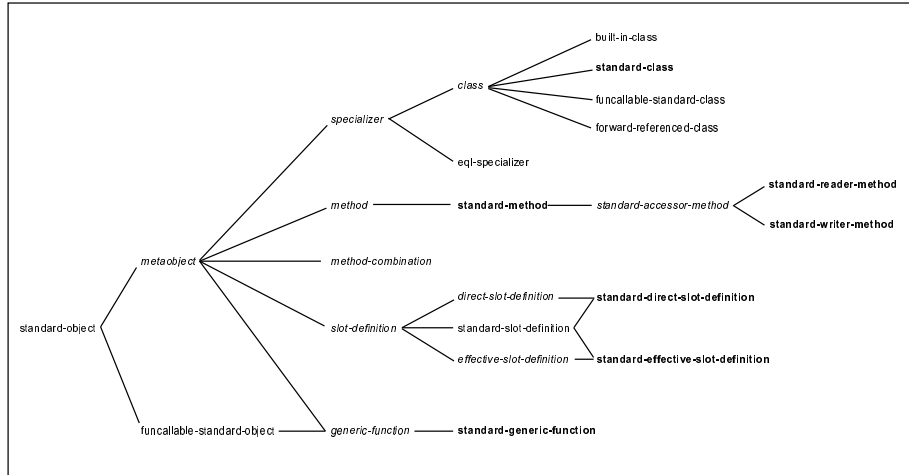 built-in-class
standard-class
class
funcallable-standard-class
specializer
forward-referenced-class
eql-specializer
standard-reader-method
method
standard-method
standard-accessor-method
standard-writer-method
metaobject
method-combination
direct-slot-definition
standard-direct-slot-definition
standard-object
slot-definition
standard-slot-definition
effective-slot-definition
standard-effective-slot-definition
funcallable-standard-object
generic-function
standard-generic-function